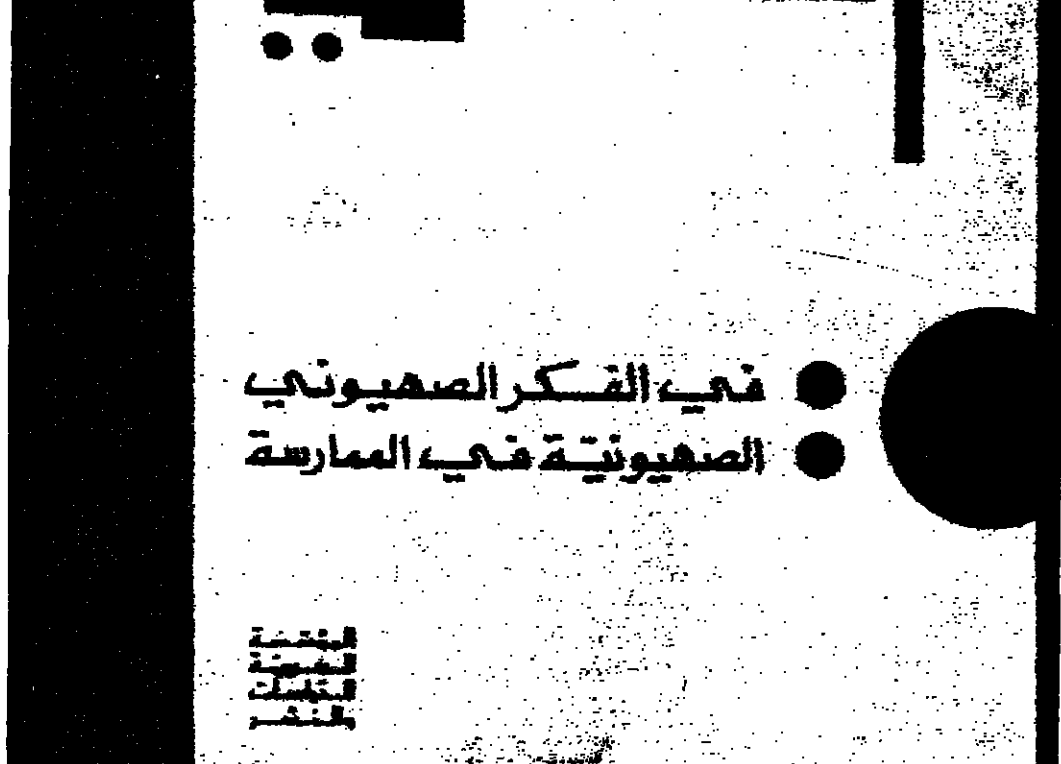 في الفكر الصهيوني
الصهيونية في الممارسة
المؤسسة
العربية
للدراسات
والنشر